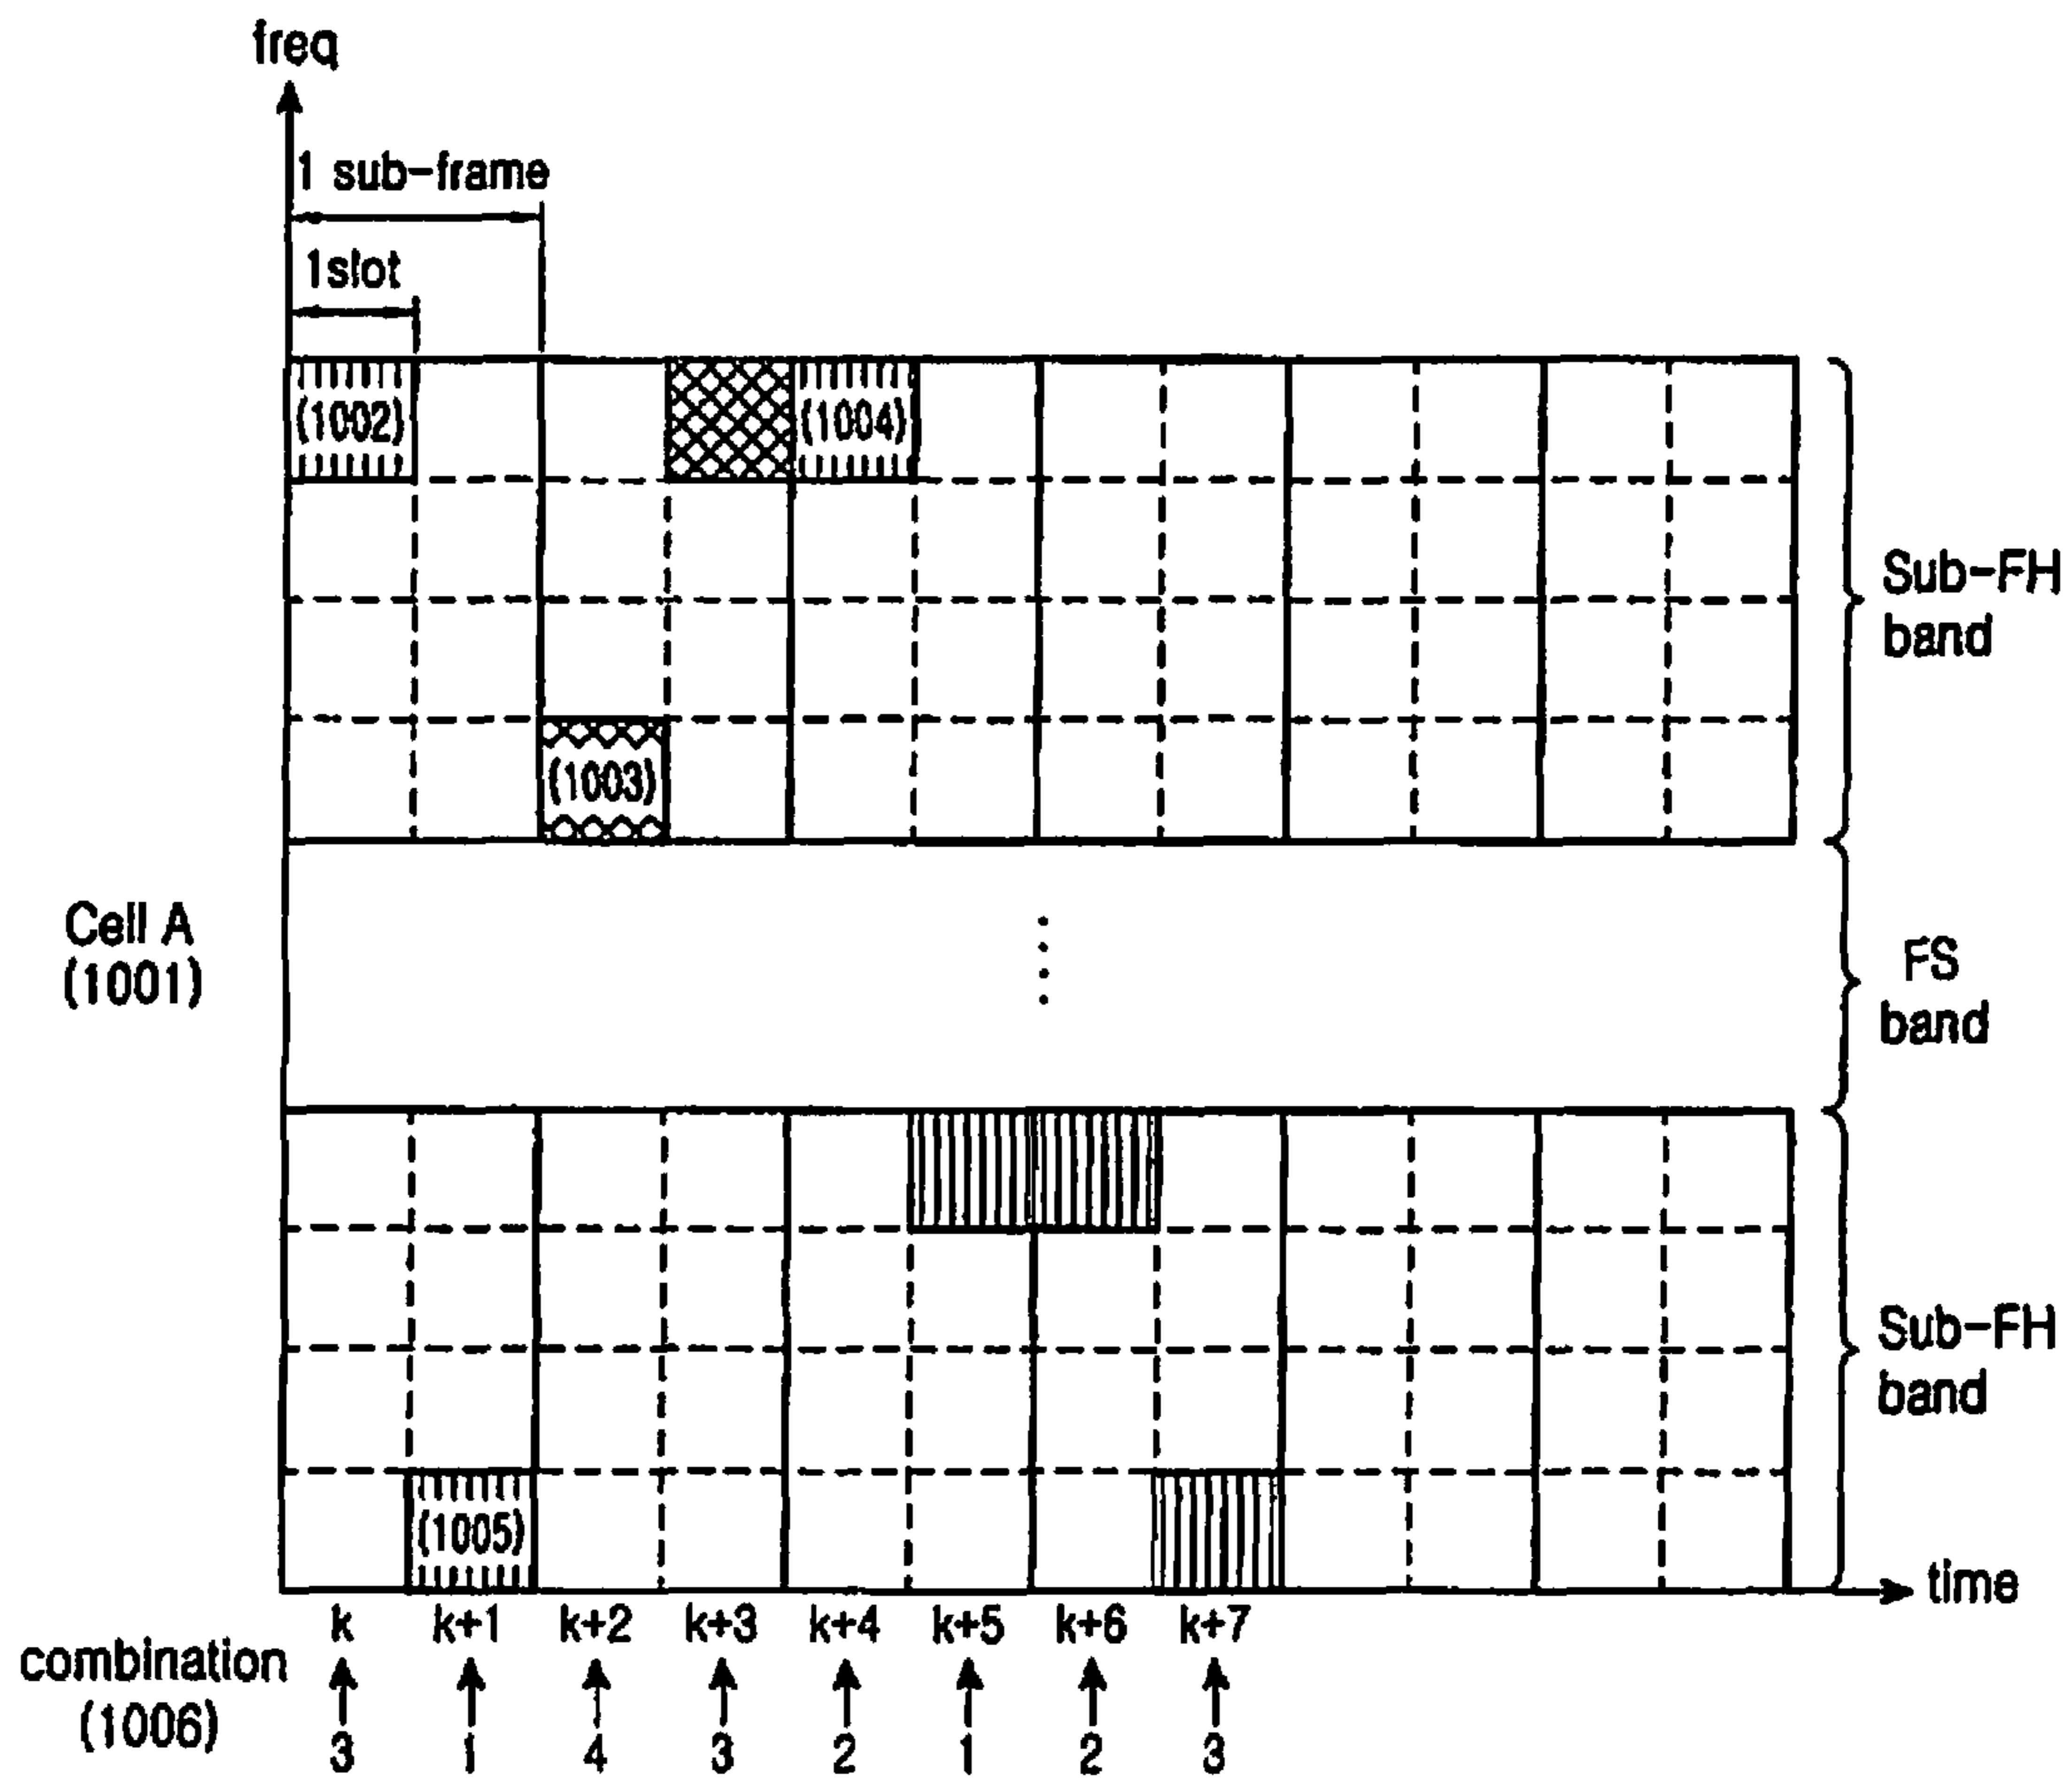 freq
1 sub-frame
1slot
(1002)
(1004)
Sub-FH
band
(1003)
Cell A
(1001)
FS
band
Sub-FH
band
(1005)
time
k k+1 k+2 k+3 k+4 k+5 k+6 k+7
combination
(1006)
3 1 4 3 2 1 2 3